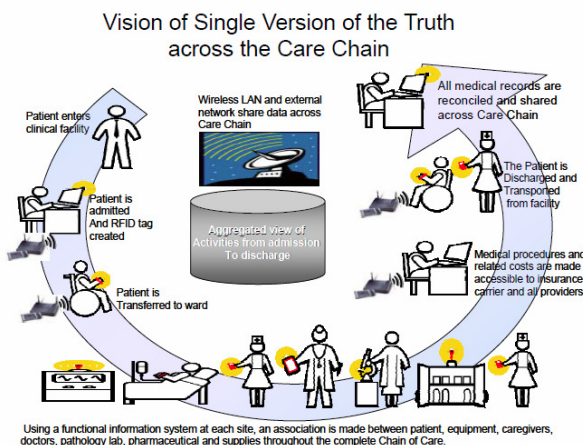 Vision of Single Version of the Truth
across the Care Chain
Patient enters
clinical facility
Wireless LAN and external
network share data across
Care Chain
All medical records are
reconciled and shared
across Care Chain
Patient is
admitted
And RFID tag
created
Aggregated view of
Activities from admission
To discharge
The Patient is
Discharged and
Transported
from facility
Patient is
Transferred to ward
Medical procedures and
related costs are made
accessible to insurance
carrier and all providers
Using a functional information system at each site, an association is made between patient, equipment, caregivers,
doctors, pathology lab, pharmaceutical and supplies throughout the complete Chain of Care.